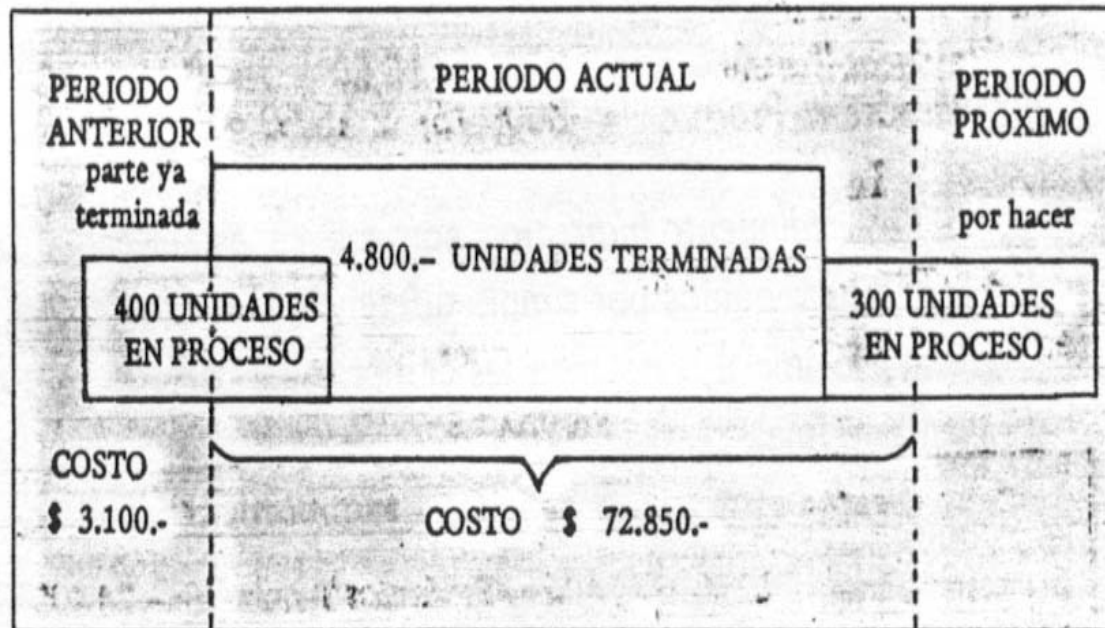 PERIODO
ANTERIOR
parte ya
terminada
PERIODO ACTUAL
PERIODO
PROXIMO
por hacer
4.800.- UNIDADES TERMINADAS
400 UNIDADES
EN PROCESO
300 UNIDADES
EN PROCESO
COSTO
$ 3.100.-
COSTO $ 72.850.-